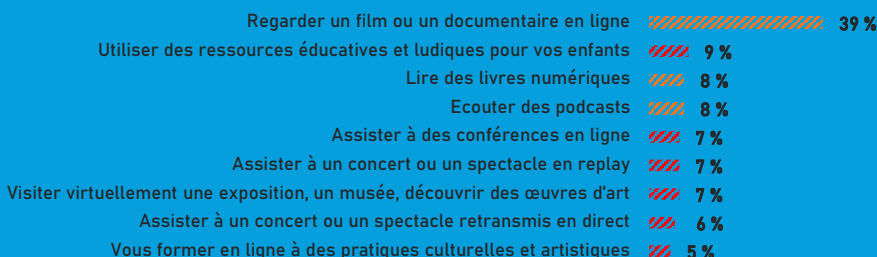 Regarder un film ou un documentaire en ligne 39 %
Utiliser des ressources éducatives et ludiques pour vos enfants 9 %
Lire des livres numériques 8 %
Ecouter des podcasts 8 %
Assister à des conférences en ligne 7 %
Assister à un concert ou un spectacle en replay 7 %
Visiter virtuellement une exposition, un musée, découvrir des œuvres d'art 7 %
Assister à un concert ou un spectacle retransmis en direct 6 %
Vous former en ligne à des pratiques culturelles et artistiques 5 %